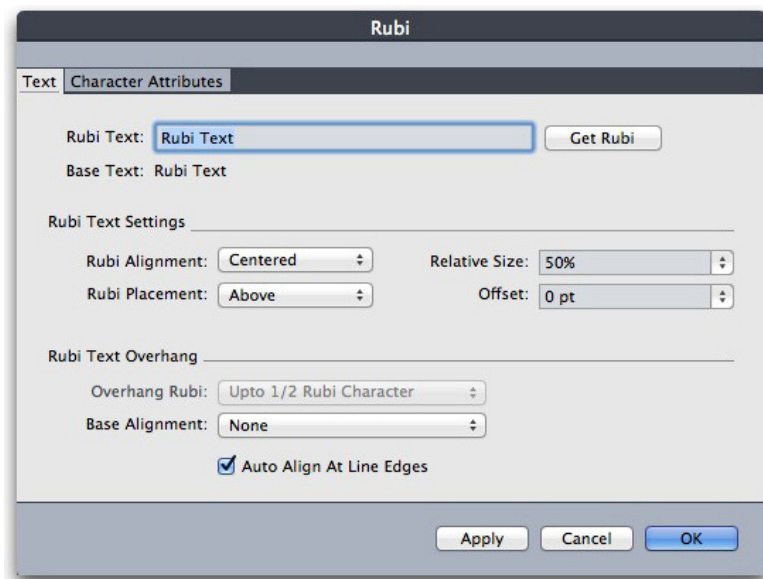 Rubi
Text Character Attributes
Rubi Text: Rubi Text Get Rubi
Base Text: Rubi Text
Rubi Text Settings
Rubi Alignment: Centered Relative Size: 50%
Rubi Placement: Above Offset: 0 pt
Rubi Text Overhang
Overhang Rubi: Upto 1/2 Rubi Character
Base Alignment: None
Auto Align At Line Edges
Apply Cancel OK